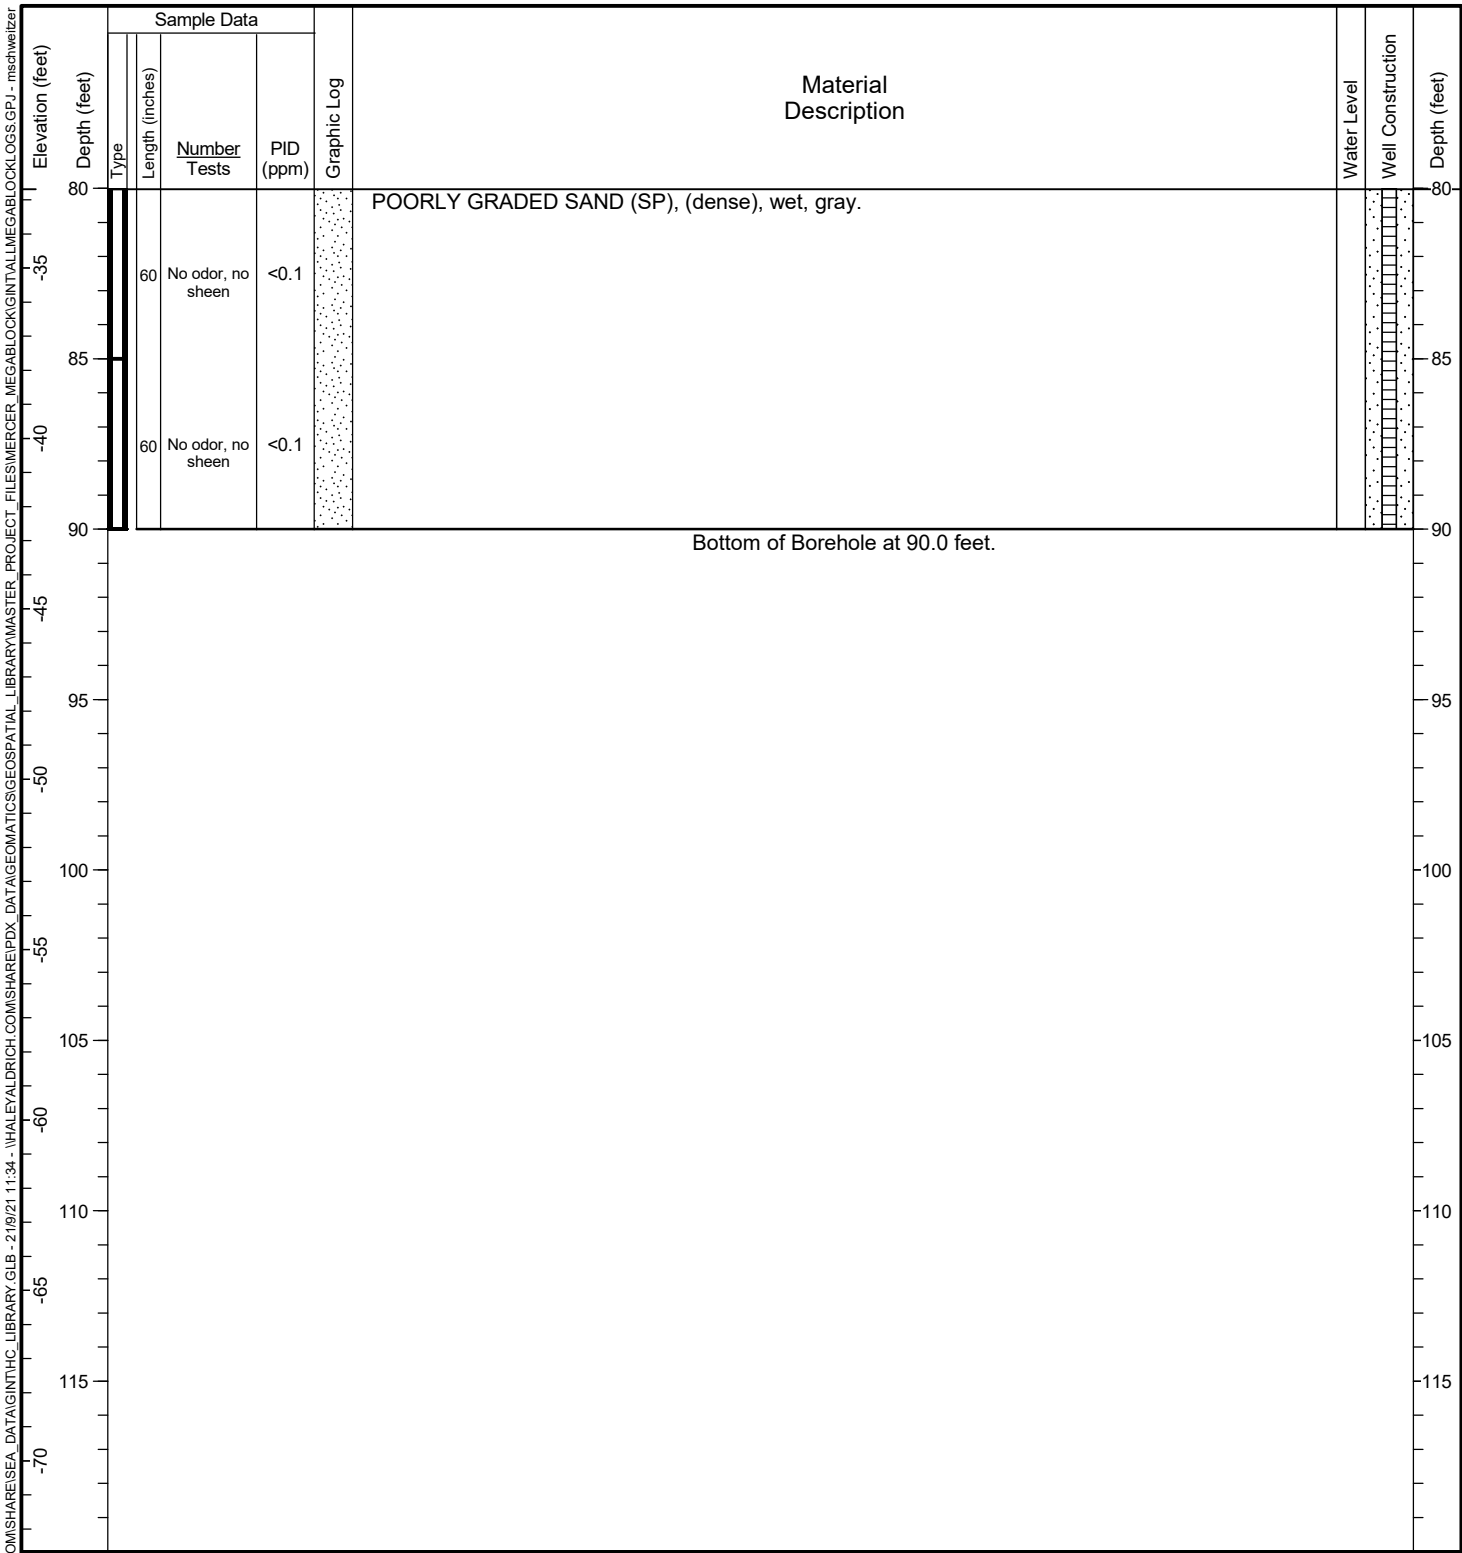 Sample Data
Elevation (feet)
Depth (feet)
Type
Length (inches)
Number
Tests
PID
(ppm)
Graphic Log
Material
Description
Water Level
Well Construction
Depth (feet)
80
POORLY GRADED SAND (SP), (dense), wet, gray.
80
-35
60
No odor, no
sheen
<0.1
85
85
-40
60
No odor, no
sheen
<0.1
90
90
Bottom of Borehole at 90.0 feet.
-45
95
95
-50
100
100
-55
105
105
-60
110
110
-65
115
115
-70
OM\SHARE\SEA_DATA\GINT\HC_LIBRARY.GLB - 21/9/21 11:34 - \\HALEYALDRICH.COM\SHARE\PDX_DATA\GEOMATICS\GEOSPATIAL_LIBRARY\MASTER_PROJECT_FILES\MERCER_MEGABLOCK\GINT\ALLMEGABLOCKLOGS.GPJ - mschweitzer